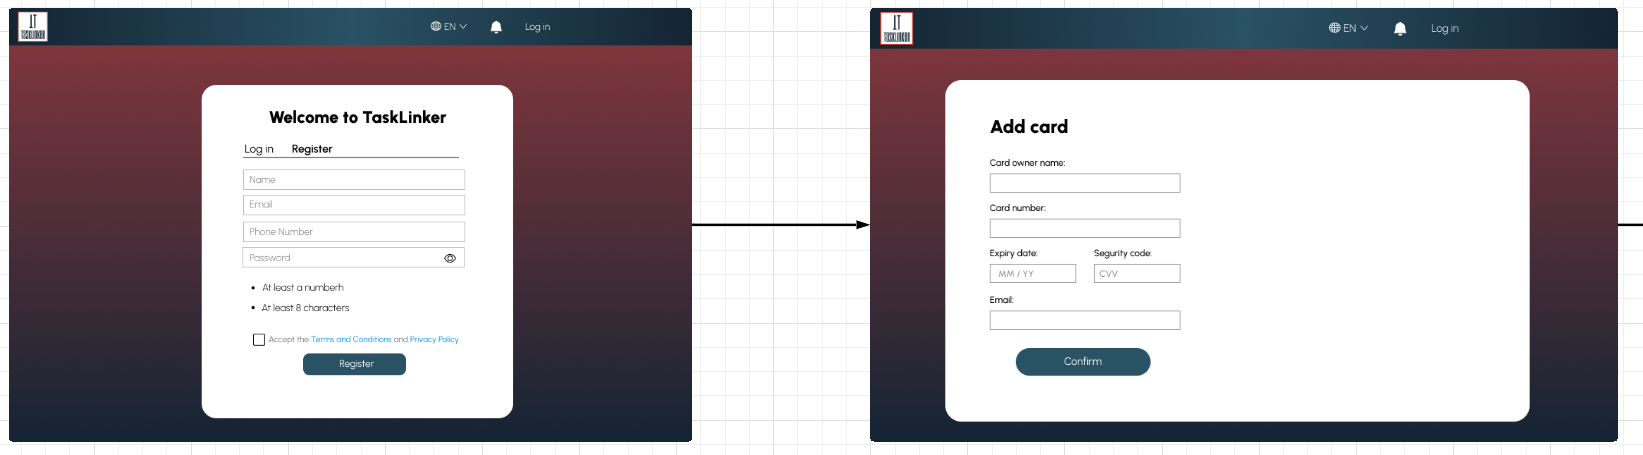 IT
TASKLINKER
EN
Log in
Welcome to TaskLinker
Log in Register
Name
Email
Phone Number
Password
At least a numberh
At least 8 characters
Accept the Terms and Conditions and Privacy Policy
Register
IT
TASKLINKER
EN
Log in
Add card
Card owner name:
Card number:
Expiry date: Segurity code:
MM / YY CVV
Email:
Confirm